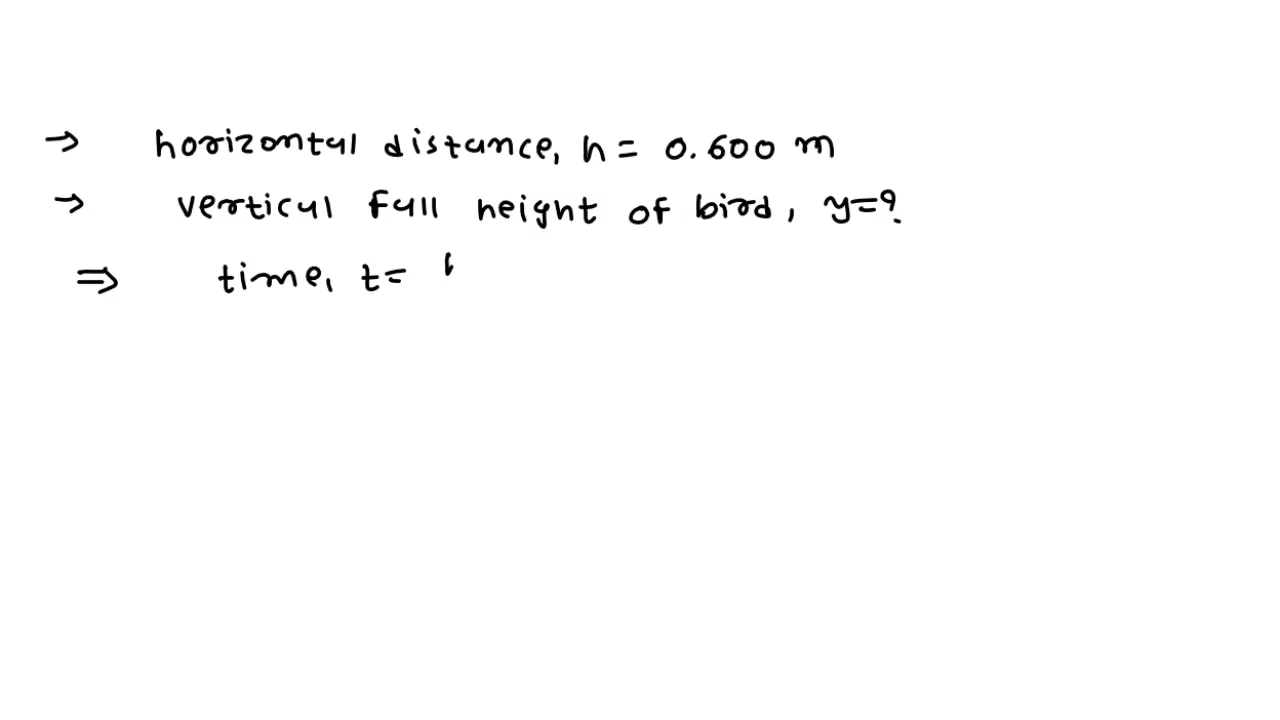 → horizontal distance, h = 0.600 m
→ vertical fall height of bird, y=?
⇒ time, t=